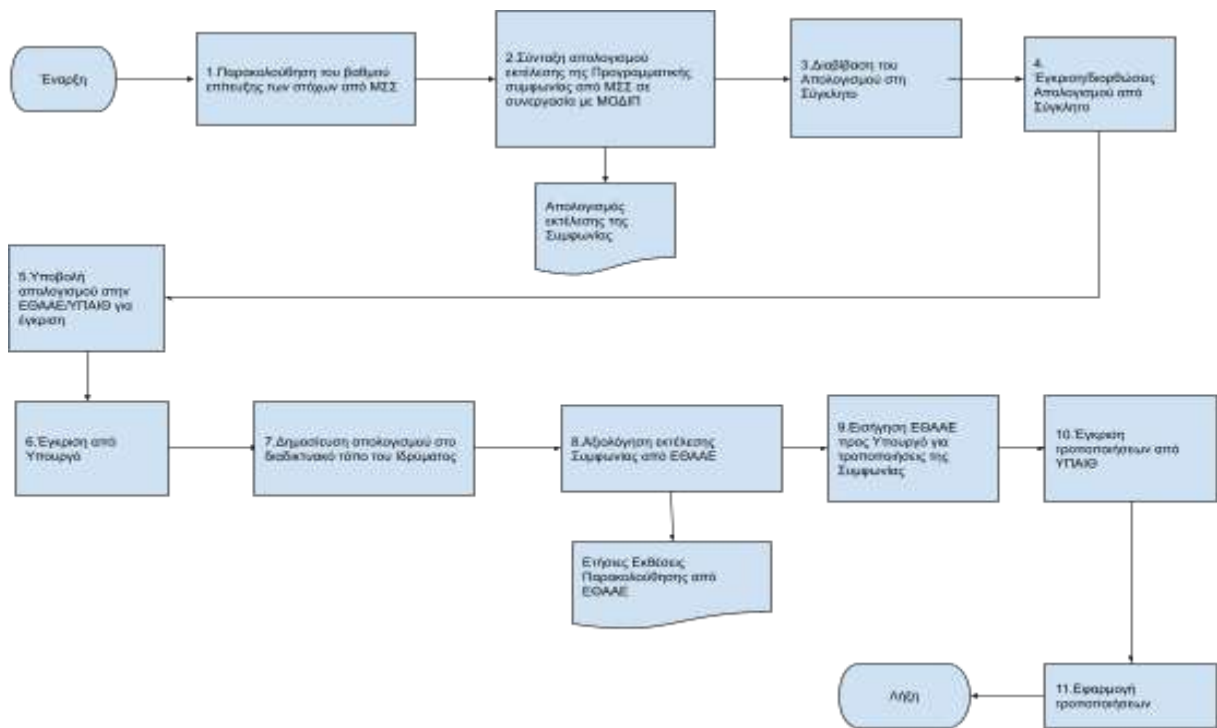 Έναρξη
1.Παρακολούθηση του βαθμού
επίτευξης των στόχων από ΜΣΣ
2.Σύνταξη απολογισμού
εκτέλεσης της Προγραμματικής
συμφωνίας από ΜΣΣ σε
συνεργασία με ΜΟΔΙΠ
3.Διαβίβαση του
Απολογισμού στη
Σύγκλητο
4.
Έγκριση/διορθώσεις
Απολογισμού από
Σύγκλητο
Απολογισμός
εκτέλεσης της
Συμφωνίας
5.Υποβολή
απολογισμού στην
ΕΘΑΑΕ/ΥΠΑΙΘ για
έγκριση
6.Έγκριση από
Υπουργό
7.Δημοσίευση απολογισμού στο
διαδικτυακό τόπο του Ιδρύματος
8.Αξιολόγηση εκτέλεσης
Συμφωνίας από ΕΘΑΑΕ
9.Εισήγηση ΕΘΑΑΕ
προς Υπουργό για
τροποποιήσεις της
Συμφωνίας
10.Έγκριση
τροποποιήσεων από
ΥΠΑΙΘ
Ετήσιες Εκθέσεις
Παρακολούθησης από
ΕΘΑΑΕ
Λήξη
11.Εφαρμογή
τροποποιήσεων